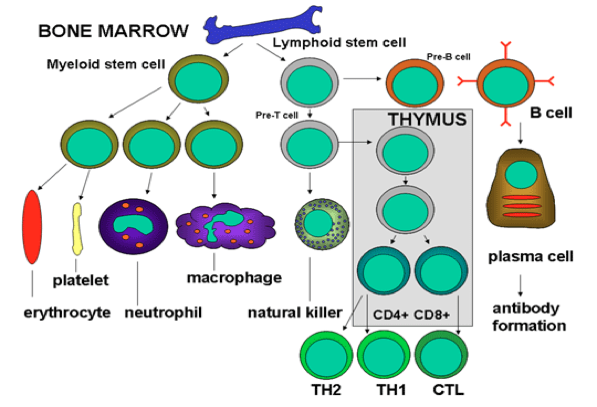 BONE MARROW
Lymphoid stem cell
Myeloid stem cell
Pre-B cell
B cell
Pre-T cell
THYMUS
platelet
macrophage
plasma cell
erythrocyte
neutrophil
natural killer
CD4+ CD8+
antibody
formation
TH2
TH1
CTL